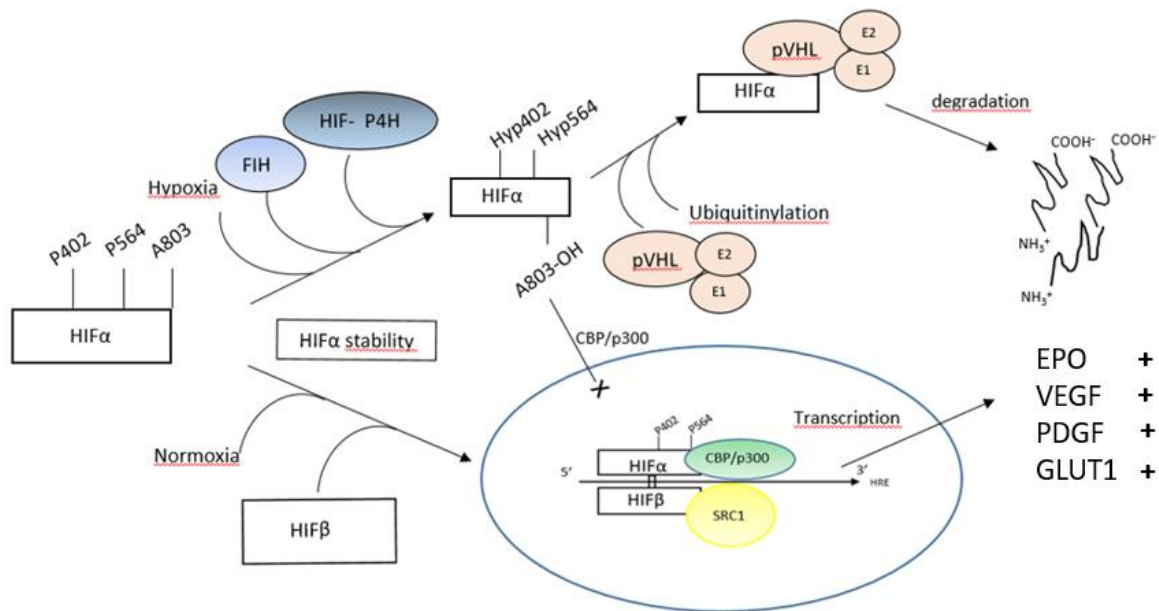 pVHL
E2
E1
HIFα
degradation
HIF- P4H
FIH
Hypoxia
Hyp402
Hyp564
HIFα
A803-OH
COOH⁻
COOH⁻
NH₃⁺
NH₃⁺
Ubiquitinylation
pVHL
E2
E1
P402
P564
A803
HIFα
HIFα stability
CBP/p300
X
Normoxia
HIFβ
P402
P564
CBP/p300
HIFα
5′
3′
HRE
HIFβ
SRC1
Transcription
EPO +
VEGF +
PDGF +
GLUT1 +